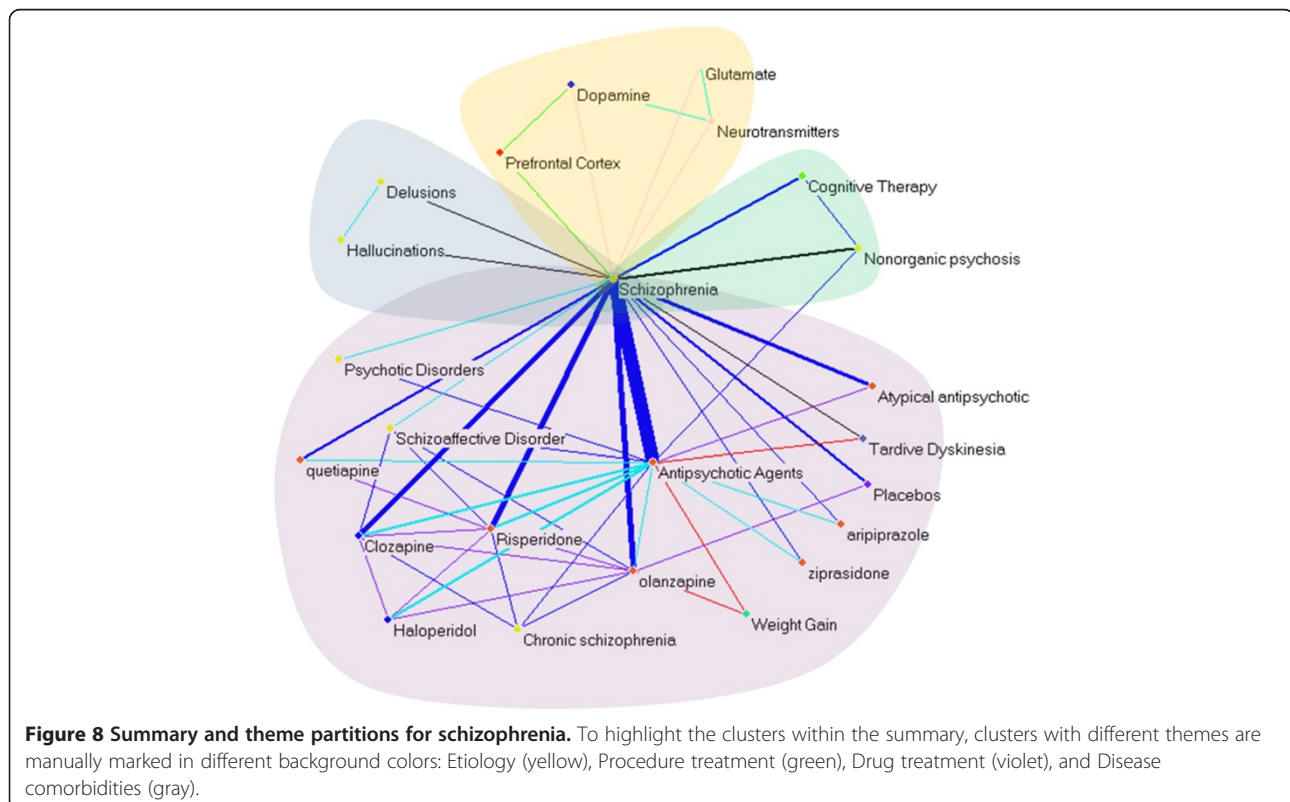 Glutamate
Dopamine
Neurotransmitters
Prefrontal Cortex
Cognitive Therapy
Delusions
Hallucinations
Nonorganic psychosis
Schizophrenia
Psychotic Disorders
Atypical antipsychotic
Schizoaffective Disorder
Tardive Dyskinesia
quetiapine
Antipsychotic Agents
Placebos
aripiprazole
Clozapine
Risperidone
olanzapine
ziprasidone
Haloperidol
Chronic schizophrenia
Weight Gain
Figure 8 Summary and theme partitions for schizophrenia. To highlight the clusters within the summary, clusters with different themes are
manually marked in different background colors: Etiology (yellow), Procedure treatment (green), Drug treatment (violet), and Disease
comorbidities (gray).